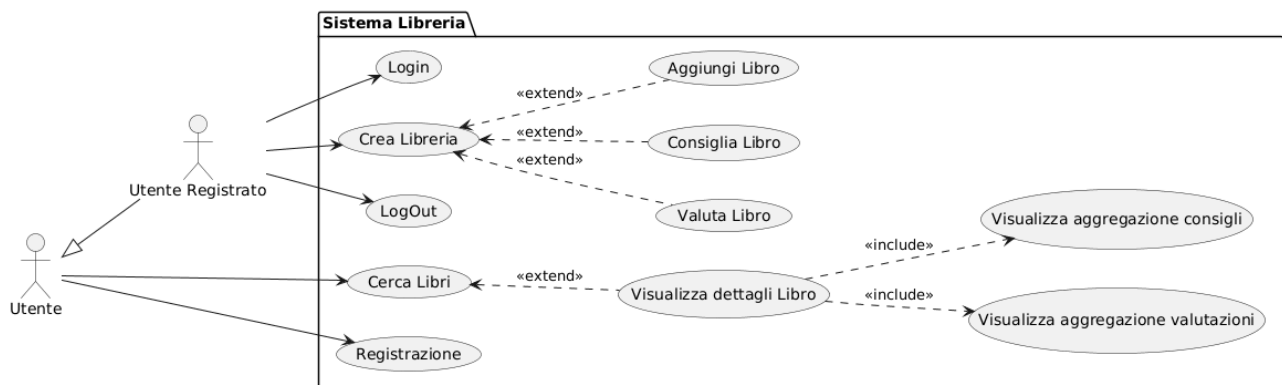 Sistema Libreria
Login
Aggiungi Libro
«extend»
Crea Libreria
«extend»
Consiglia Libro
«extend»
Utente Registrato
LogOut
Valuta Libro
Visualizza aggregazione consigli
«include»
Cerca Libri
«extend»
Visualizza dettagli Libro
«include»
Utente
Visualizza aggregazione valutazioni
Registrazione